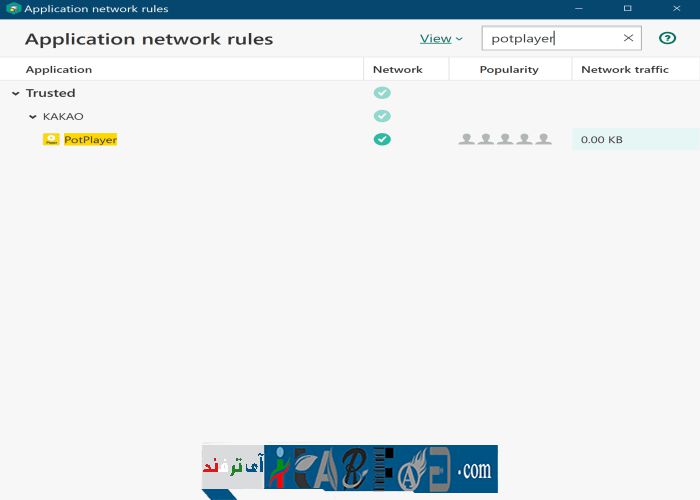 Application network rules
Application network rules
View
potplayer
Application
Network
Popularity
Network traffic
Trusted
KAKAO
PotPlayer
0.00 KB
آی ترفند
.com